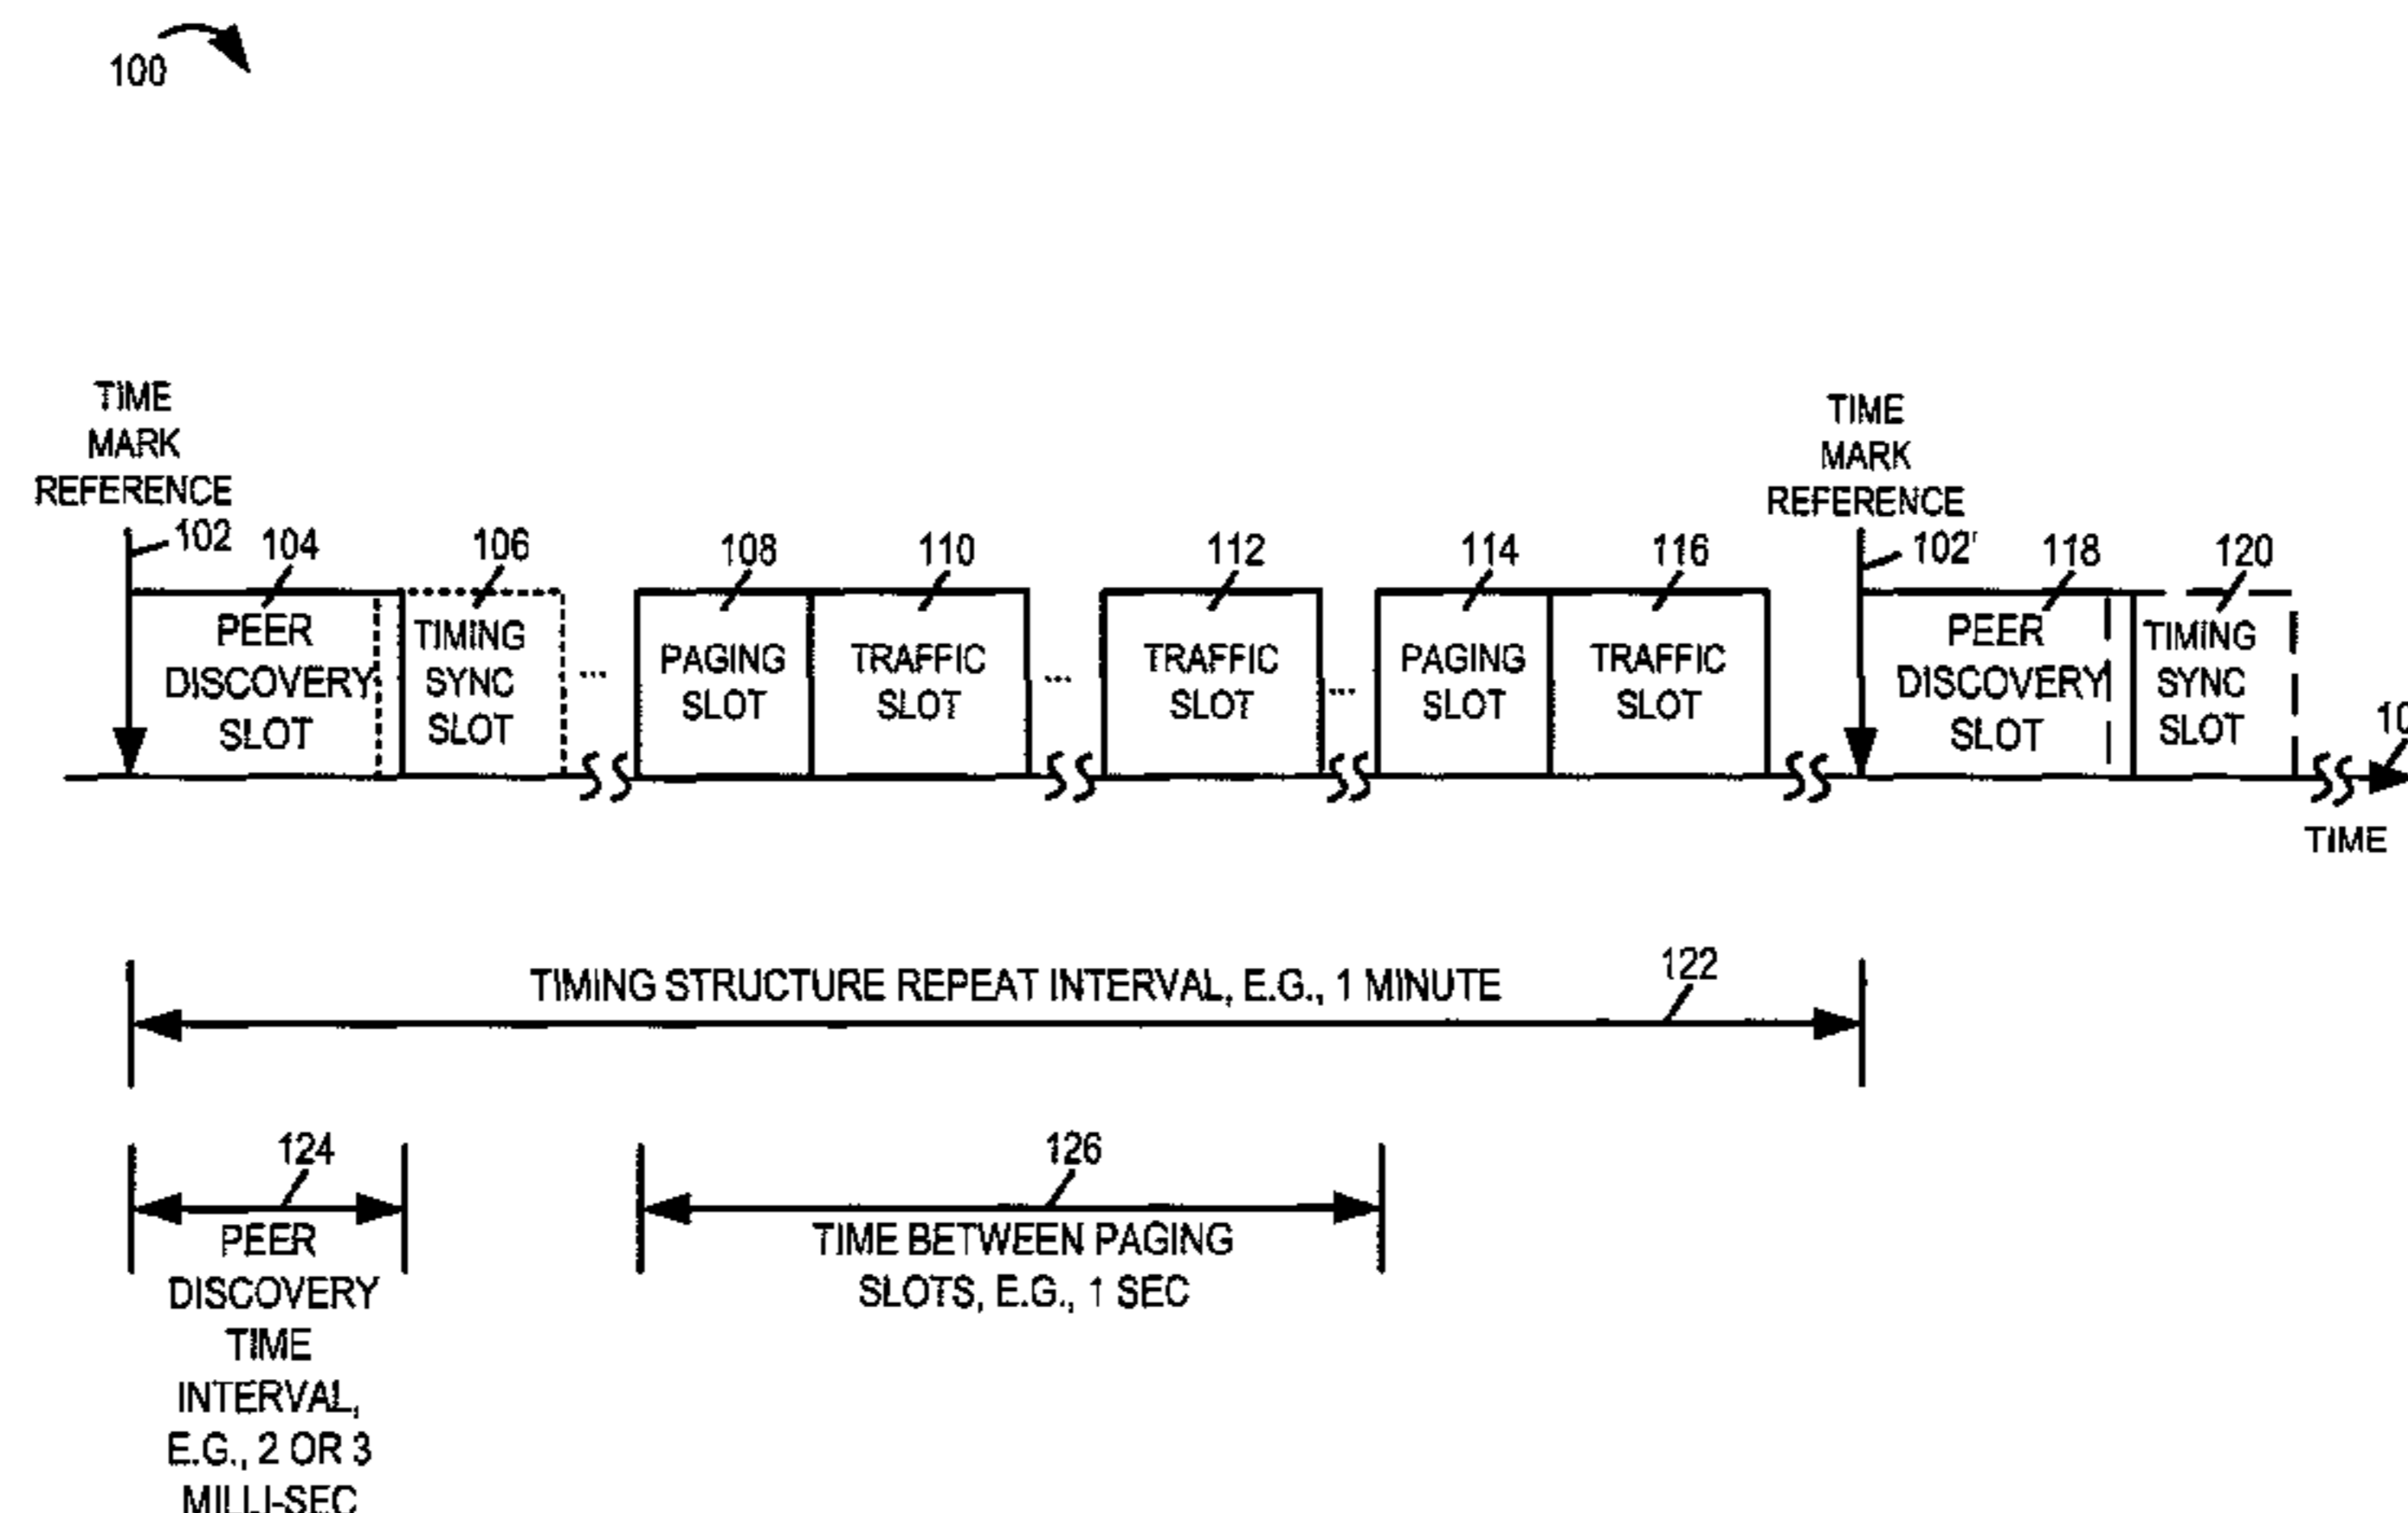 100
TIME
MARK
REFERENCE
102
104
106
108
110
112
114
116
TIME
MARK
REFERENCE
102'
118
120
PEER
DISCOVERY
SLOT
TIMING
SYNC
SLOT
...
PAGING
SLOT
TRAFFIC
SLOT
...
TRAFFIC
SLOT
...
PAGING
SLOT
TRAFFIC
SLOT
PEER
DISCOVERY
SLOT
TIMING
SYNC
SLOT
TIME
TIMING STRUCTURE REPEAT INTERVAL, E.G., 1 MINUTE
122
124
PEER
DISCOVERY
TIME
INTERVAL,
E.G., 2 OR 3
MILLI-SEC
126
TIME BETWEEN PAGING
SLOTS, E.G., 1 SEC